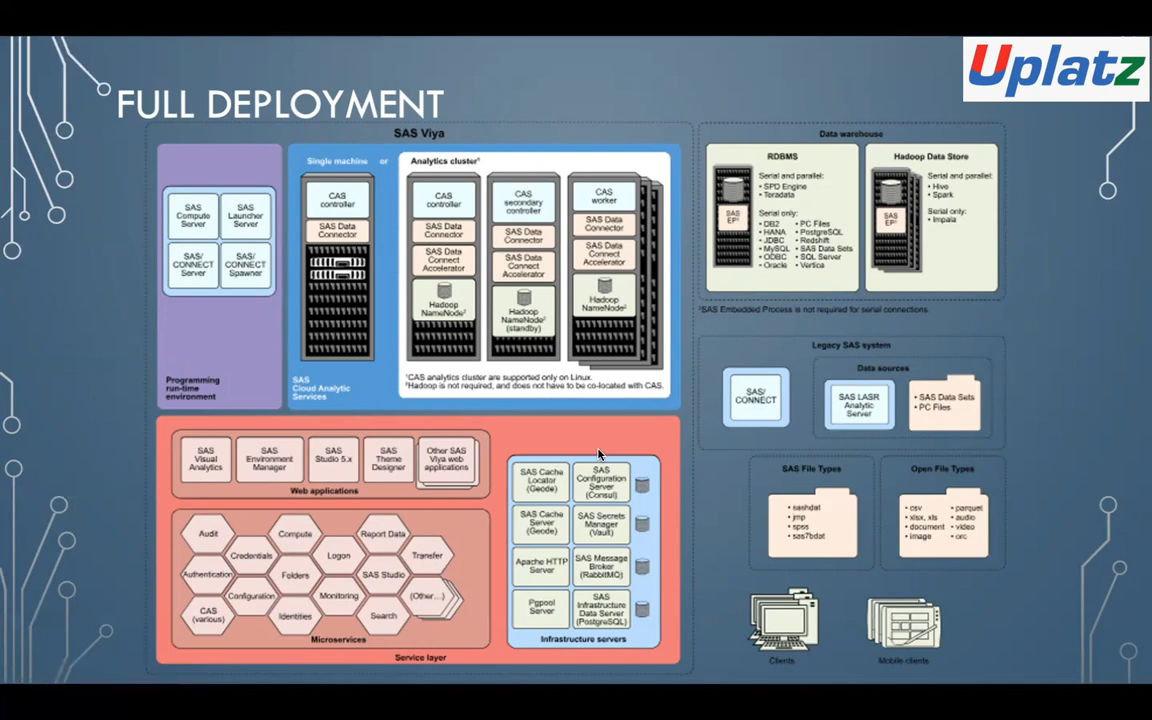 Uplatz
FULL DEPLOYMENT
SAS Viya
SAS
Compute
Server
SAS
Launcher
Server
SAS/
CONNECT
Server
SAS/
CONNECT
Spawner
Programming
run-time
environment
Single machine or Analytics cluster¹
CAS
controller
SAS Data
Connector
SAS
Cloud Analytic
Services
CAS
controller
SAS Data
Connector
SAS Data
Connect
Accelerator
Hadoop
NameNode²
CAS
secondary
controller
SAS Data
Connector
SAS Data
Connect
Accelerator
Hadoop
NameNode²
(standby)
CAS
worker
SAS Data
Connector
SAS Data
Connect
Accelerator
Hadoop
NameNode²
¹CAS analytics cluster are supported only on Linux.
²Hadoop is not required, and does not have to be co-located with CAS.
SAS
Visual
Analytics
SAS
Environment
Manager
SAS
Studio 5.x
SAS
Theme
Designer
Other SAS
Viya web
applications
Web applications
Audit
Compute
Report Data
Credentials
Logon
Transfer
Authentication
Folders
SAS Studio
Configuration
Monitoring
(Other...)
CAS
(various)
Identities
Search
Microservices
SAS Cache
Locator
(Geode)
SAS
Configuration
Server
(Consul)
SAS Cache
Server
(Geode)
SAS Secrets
Manager
(Vault)
Apache HTTP
Server
SAS Message
Broker
(RabbitMQ)
Pgpool
Server
SAS
Infrastructure
Data Server
(PostgreSQL)
Infrastructure servers
Service layer
Data warehouse
RDBMS
SAS
EP¹
Serial and parallel:
• SPD Engine
• Teradata
Serial only:
• DB2 • PC Files
• HANA • PostgreSQL
• JDBC • Redshift
• MySQL • SAS Data Sets
• ODBC • SQL Server
• Oracle • Vertica
Hadoop Data Store
SAS
EP¹
Serial and parallel:
• Hive
• Spark
Serial only:
• Impala
¹SAS Embedded Process is not required for serial connections.
Legacy SAS system
SAS/
CONNECT
Data sources
SAS LASR
Analytic
Server
• SAS Data Sets
• PC Files
SAS File Types
• sashdat
• jmp
• spss
• sas7bdat
Open File Types
• csv • parquet
• xlsx, xls • audio
• document • video
• image • orc
Clients
Mobile clients